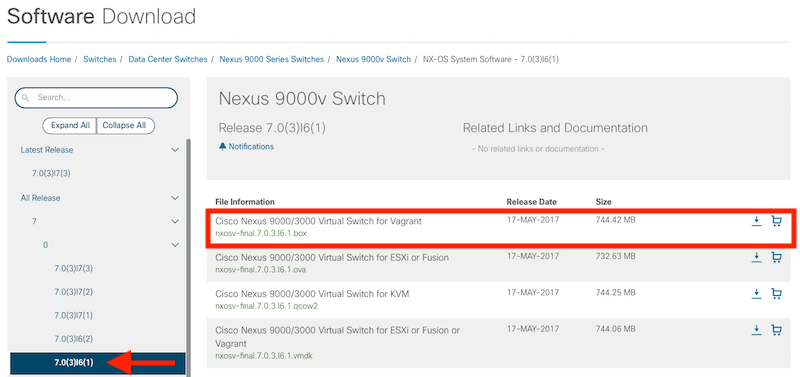 Software Download
Downloads Home / Switches / Data Center Switches / Nexus 9000 Series Switches / Nexus 9000v Switch / NX-OS System Software - 7.0(3)I6(1)
Search...
Expand All Collapse All
Latest Release
7.0(3)I7(3)
All Release
7
0
7.0(3)I7(3)
7.0(3)I7(2)
7.0(3)I7(1)
7.0(3)I6(2)
7.0(3)I6(1)
Nexus 9000v Switch
Release 7.0(3)I6(1)
Notifications
Related Links and Documentation
- No related links or documentation -
File Information Release Date Size
Cisco Nexus 9000/3000 Virtual Switch for Vagrant 17-MAY-2017 744.42 MB
nxosv-final.7.0.3.I6.1.box
Cisco Nexus 9000/3000 Virtual Switch for ESXi or Fusion 17-MAY-2017 732.63 MB
nxosv-final.7.0.3.I6.1.ova
Cisco Nexus 9000/3000 Virtual Switch for KVM 17-MAY-2017 744.25 MB
nxosv-final.7.0.3.I6.1.qcow2
Cisco Nexus 9000/3000 Virtual Switch for ESXi or Fusion or 17-MAY-2017 744.06 MB
Vagrant
nxosv-final.7.0.3.I6.1.vmdk